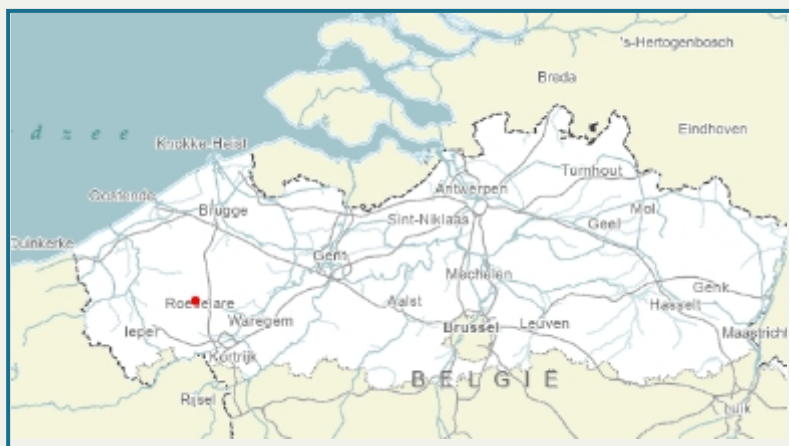 's-Hertogenbosch
Breda
d z e e
Eindhoven
Knokke-Heist
Turnhout
Antwerpen
Oostende
Mol
Brugge
Sint-Niklaas
Geel
Duinkerke
Gent
Mechelen
Genk
Roeselare
Aalst
Hasselt
Waregem
Brussel
Leuven
Ieper
Maastricht
Kortrijk
BELGIË
Rijsel
Luik